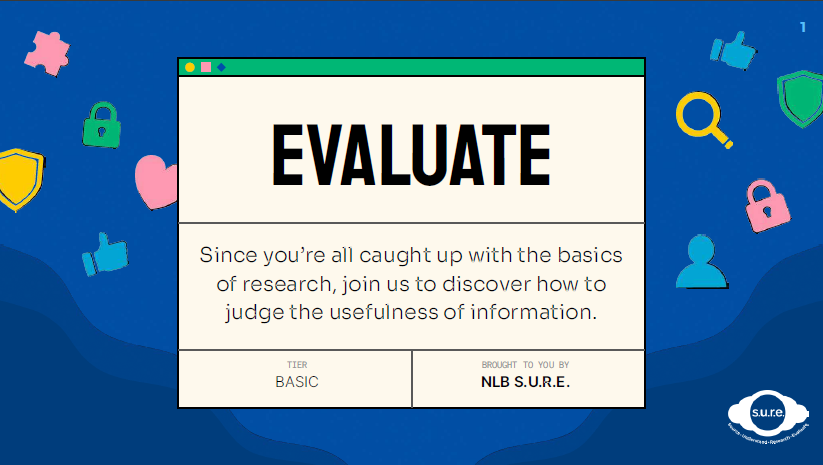 1
EVALUATE
Since you're all caught up with the basics
of research, join us to discover how to
judge the usefulness of information.
TIER
BASIC
BROUGHT TO YOU BY
NLB S.U.R.E.
s.u.r.e.
Source•Understand•Research•Evaluate